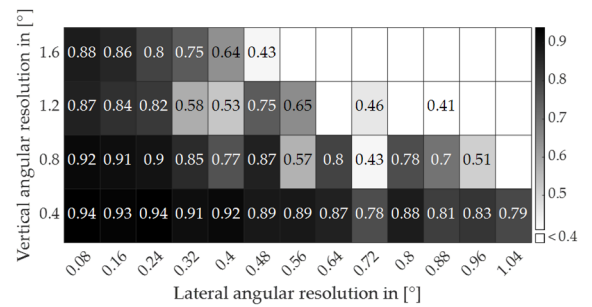 Vertical angular resolution in [°]
1.6 0.88 0.86 0.8 0.75 0.64 0.43
1.2 0.87 0.84 0.82 0.58 0.53 0.75 0.65 0.46 0.41
0.8 0.92 0.91 0.9 0.85 0.77 0.87 0.57 0.8 0.43 0.78 0.7 0.51
0.4 0.94 0.93 0.94 0.91 0.92 0.89 0.89 0.87 0.78 0.88 0.81 0.83 0.79
0.08 0.16 0.24 0.32 0.4 0.48 0.56 0.64 0.72 0.8 0.88 0.96 1.04
Lateral angular resolution in [°]
0.9
0.8
0.7
0.6
0.5
< 0.4